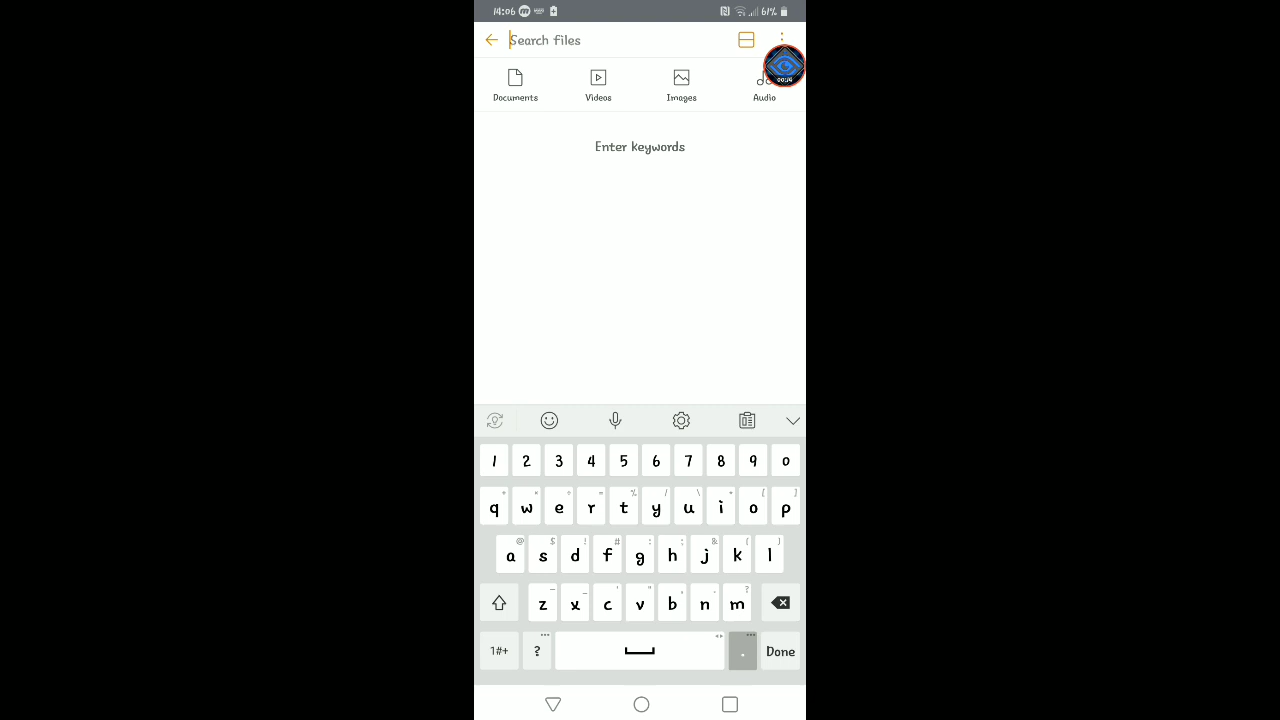 14:06 61%
Search files
Documents Videos Images Audio
Enter keywords
1 2 3 4 5 6 7 8 9 0
q w e r t y u i o p
a s d f g h j k l
z x c v b n m
1#+ ? . Done